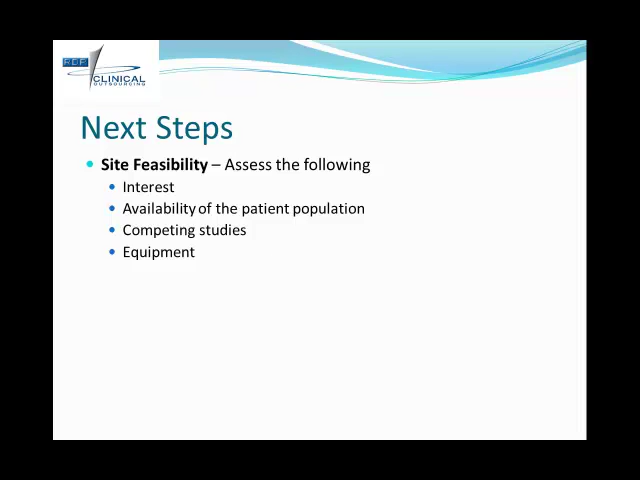 CLINICAL
OUTSOURCING
Next Steps
Site Feasibility – Assess the following
Interest
Availability of the patient population
Competing studies
Equipment